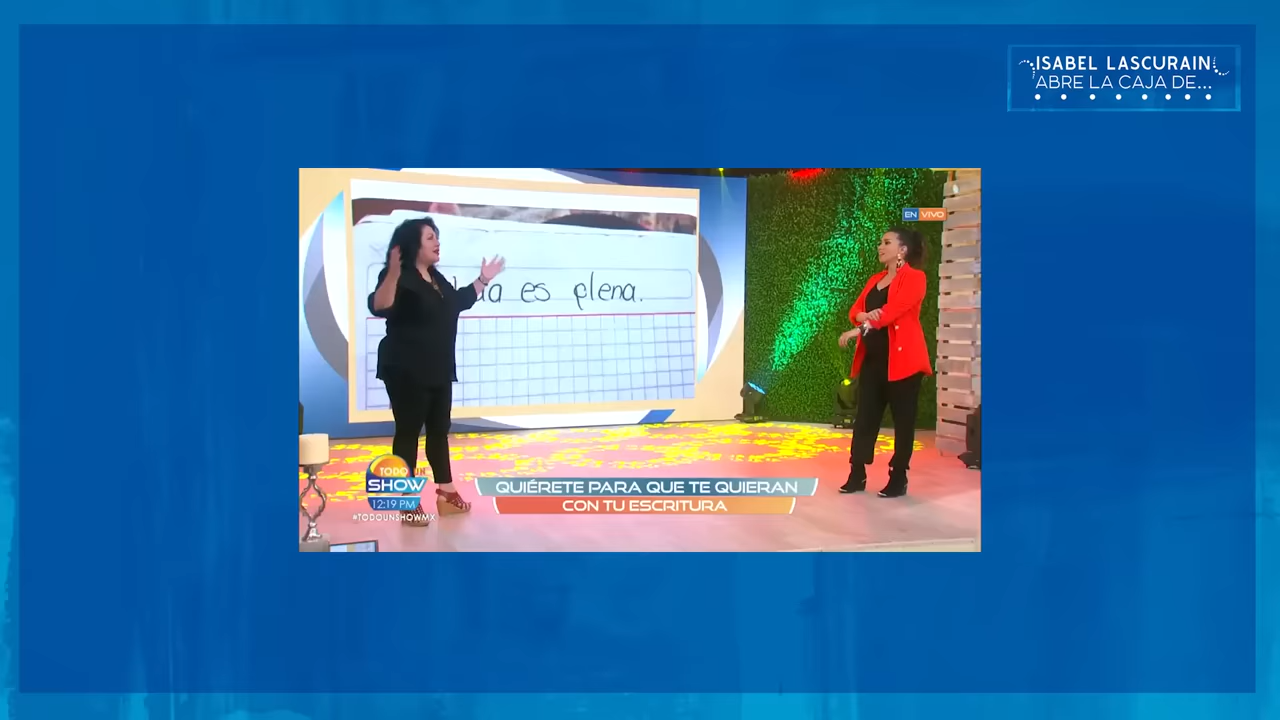 ISABEL LASCURAIN
ABRE LA CAJA DE...
EN VIVO
es plena.
TODO UN
SHOW
12:19 PM
#TODOUNSHOWMX
QUIÉRETE PARA QUE TE QUIERAN
CON TU ESCRITURA